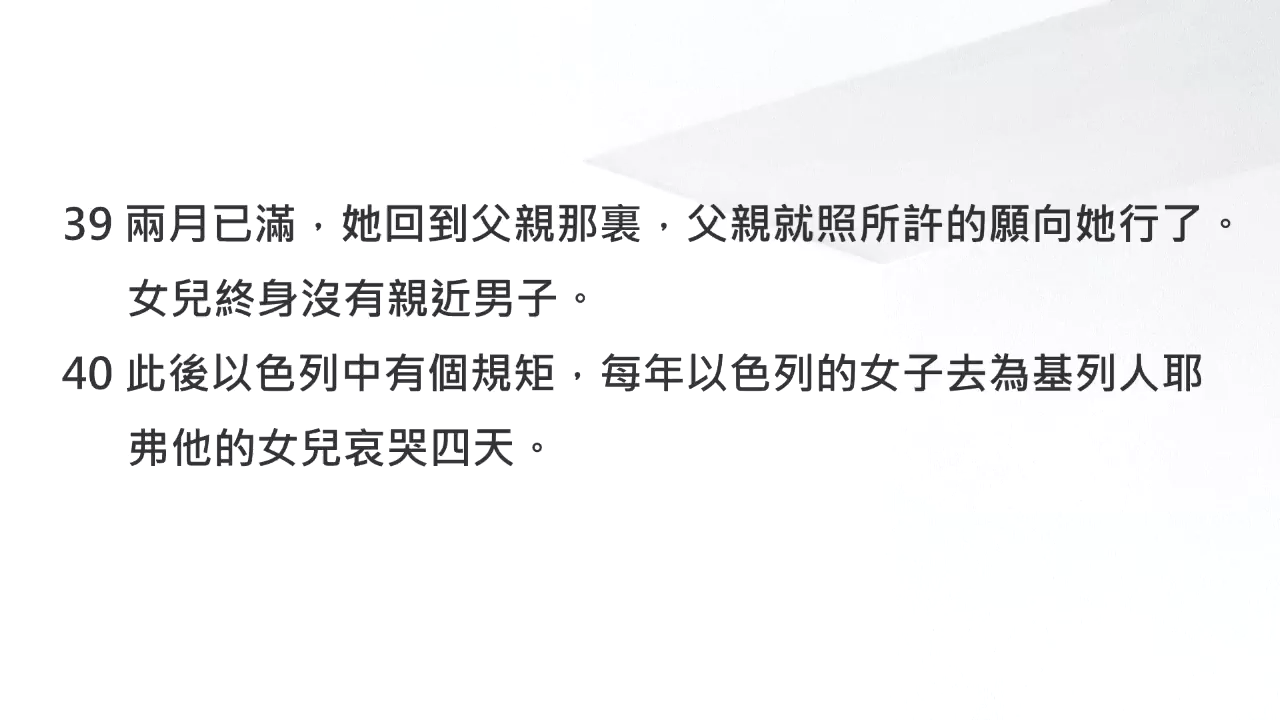 39 兩月已滿，她回到父親那裏，父親就照所許的願向她行了。
女兒終身沒有親近男子。
40 此後以色列中有個規矩，每年以色列的女子去為基列人耶
弗他的女兒哀哭四天。